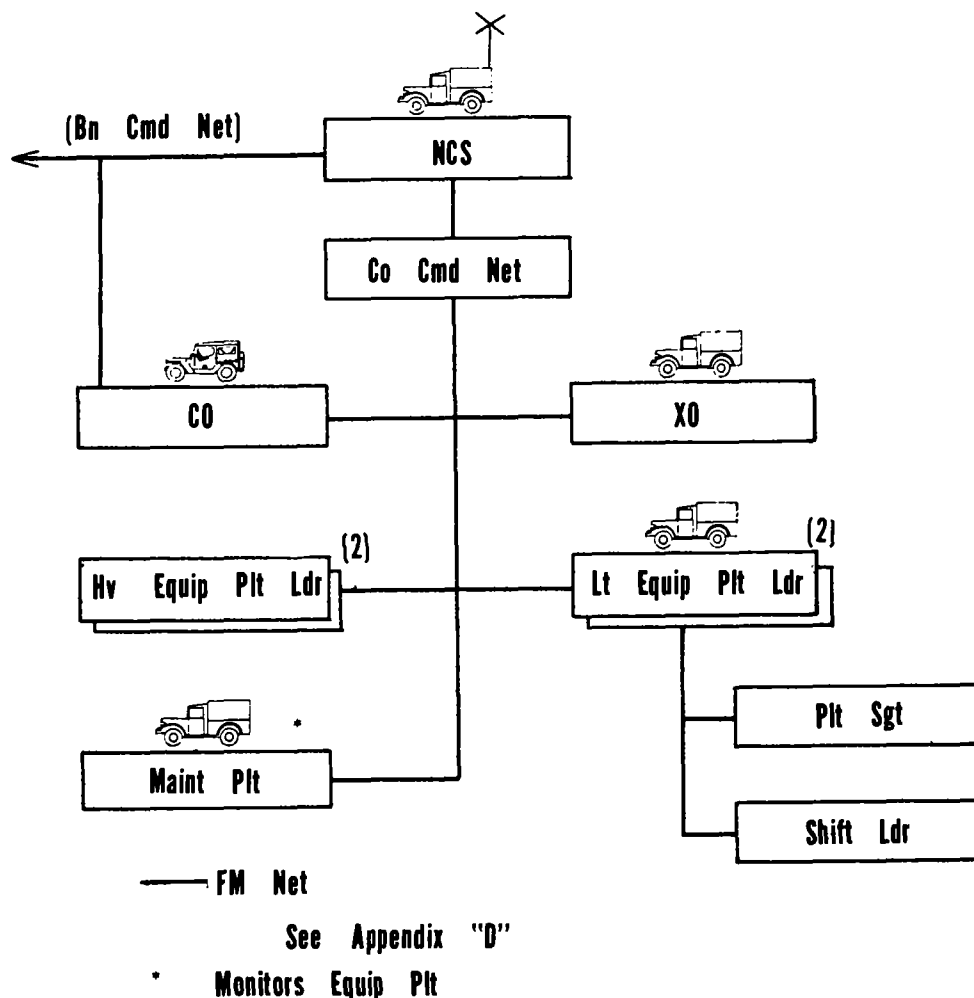 (Bn Cmd Net)
NCS
Co Cmd Net
CO
XO
(2)
Hv Equip Plt Ldr
(2)
Lt Equip Plt Ldr
Plt Sgt
*
Maint Plt
Shift Ldr
FM Net
See Appendix "D"
* Monitors Equip Plt